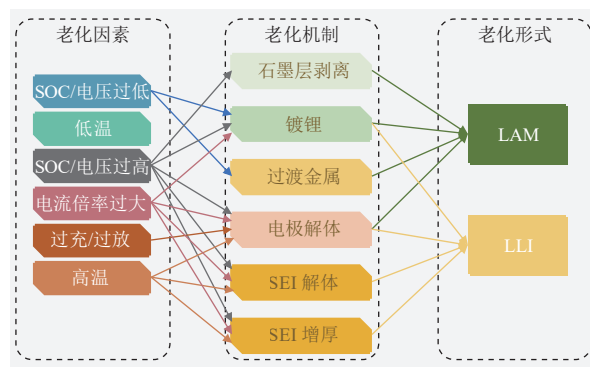 老化因素
SOC/电压过低
低温
SOC/电压过高
电流倍率过大
过充/过放
高温
老化机制
石墨层剥离
镀锂
过渡金属
电极解体
SEI 解体
SEI 增厚
老化形式
LAM
LLI